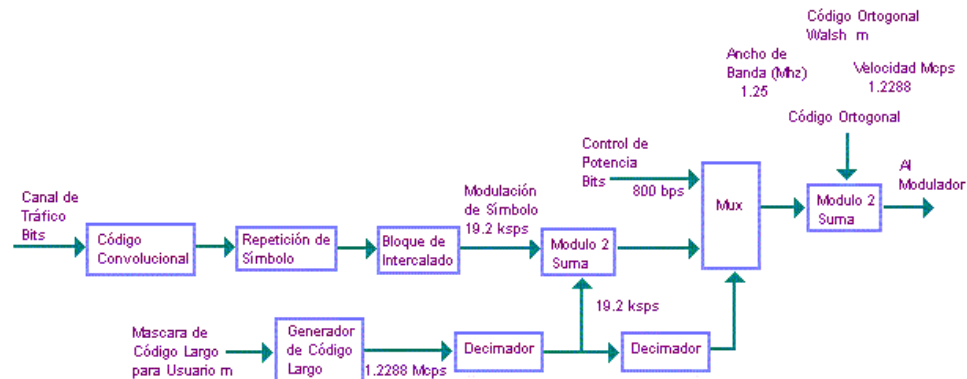 Código Ortogonal
Walsh m
Ancho de
Banda (Mhz)
1.25
Velocidad Mcps
1.2288
Código Ortogonal
Control de
Potencia
Bits
800 bps
Al
Modulador
Canal de
Tráfico
Bits
Código
Convolucional
Repetición de
Símbolo
Bloque de
Intercalado
Modulación
de Símbolo
19.2 ksps
Modulo 2
Suma
Mux
Modulo 2
Suma
19.2 ksps
Mascara de
Código Largo
para Usuario m
Generador
de Código
Largo
1.2288 Mcps
Decimador
Decimador